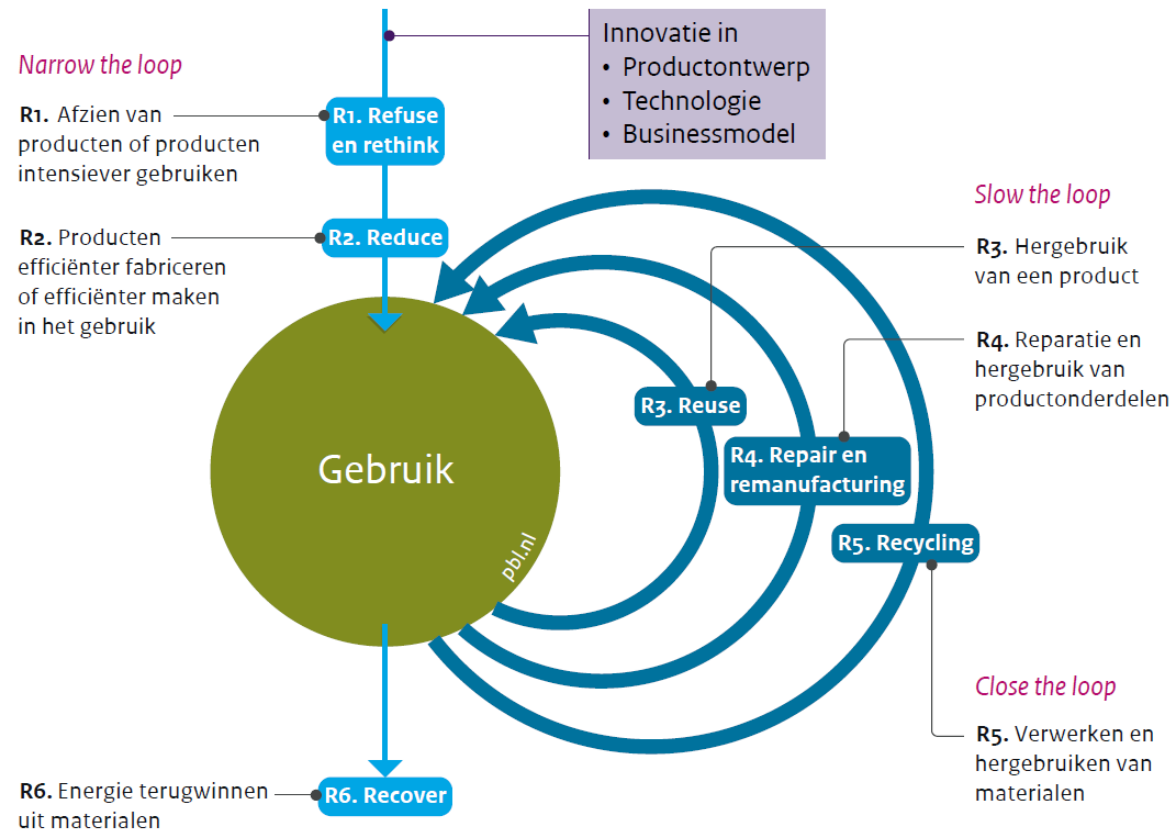 Innovatie in
• Productontwerp
• Technologie
• Businessmodel
Narrow the loop
R1. Afzien van
producten of producten
intensiever gebruiken
R1. Refuse
en rethink
R2. Producten
efficiënter fabriceren
of efficiënter maken
in het gebruik
R2. Reduce
Slow the loop
R3. Hergebruik
van een product
R3. Reuse
R4. Reparatie en
hergebruik van
productonderdelen
R4. Repair en
remanufacturing
Gebruik
pbl.nl
R5. Recycling
Close the loop
R5. Verwerken en
hergebruiken van
materialen
R6. Energie terugwinnen
uit materialen
R6. Recover